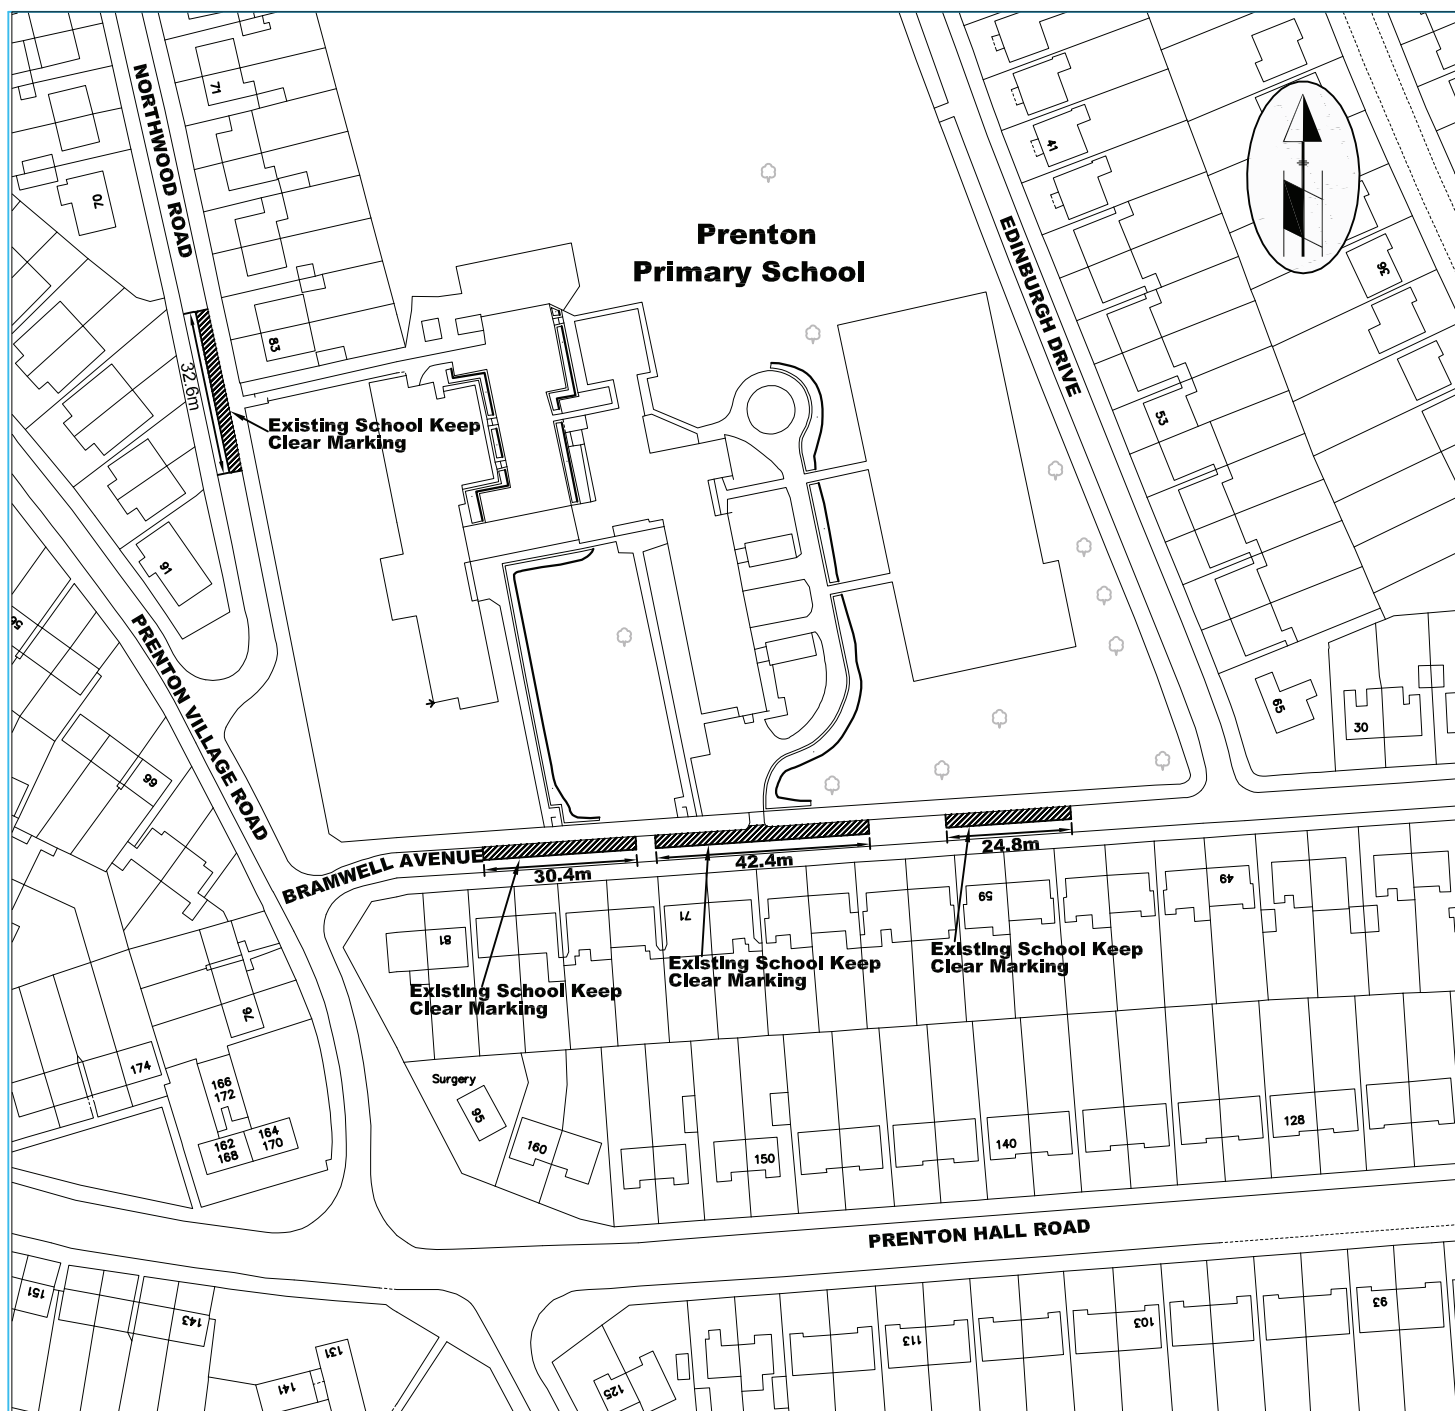 NORTHWOOD ROAD
71
70
41
Prenton
Primary School
EDINBURGH DRIVE
36
83
32.6m
53
Existing School Keep
Clear Marking
91
56
PRENTON VILLAGE ROAD
65
30
66
BRAMWELL AVENUE
30.4m
42.4m
24.8m
81
71
59
49
Existing School Keep
Clear Marking
Existing School Keep
Clear Marking
Existing School Keep
Clear Marking
76
174
166
172
162
168
164
170
Surgery
95
160
150
140
128
PRENTON HALL ROAD
151
143
131
141
125
113
103
93